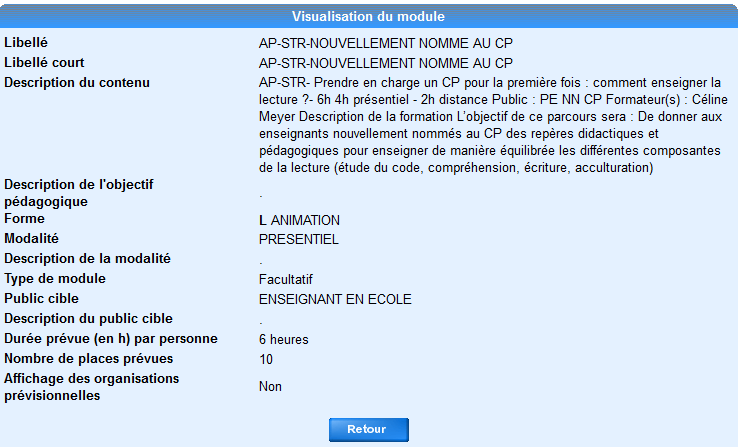 Visualisation du module
Libellé AP-STR-NOUVELLEMENT NOMME AU CP
Libellé court AP-STR-NOUVELLEMENT NOMME AU CP
Description du contenu AP-STR- Prendre en charge un CP pour la première fois : comment enseigner la
lecture ?- 6h 4h présentiel - 2h distance Public : PE NN CP Formateur(s) : Céline
Meyer Description de la formation L'objectif de ce parcours sera : De donner aux
enseignants nouvellement nommés au CP des repères didactiques et
pédagogiques pour enseigner de manière équilibrée les différentes composantes
de la lecture (étude du code, compréhension, écriture, acculturation)
Description de l'objectif
pédagogique .
Forme L ANIMATION
Modalité PRESENTIEL
Description de la modalité .
Type de module Facultatif
Public cible ENSEIGNANT EN ECOLE
Description du public cible .
Durée prévue (en h) par personne 6 heures
Nombre de places prévues 10
Affichage des organisations
prévisionnelles Non
Retour